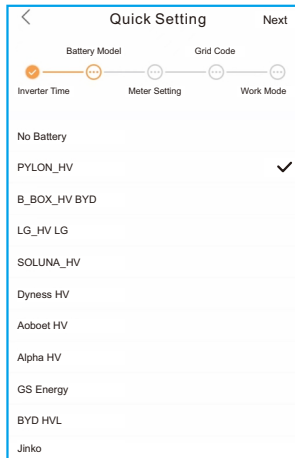 Quick Setting Next
Battery Model Grid Code
Inverter Time Meter Setting Work Mode
No Battery
PYLON_HV
B_BOX_HV BYD
LG_HV LG
SOLUNA_HV
Dyness HV
Aoboet HV
Alpha HV
GS Energy
BYD HVL
Jinko